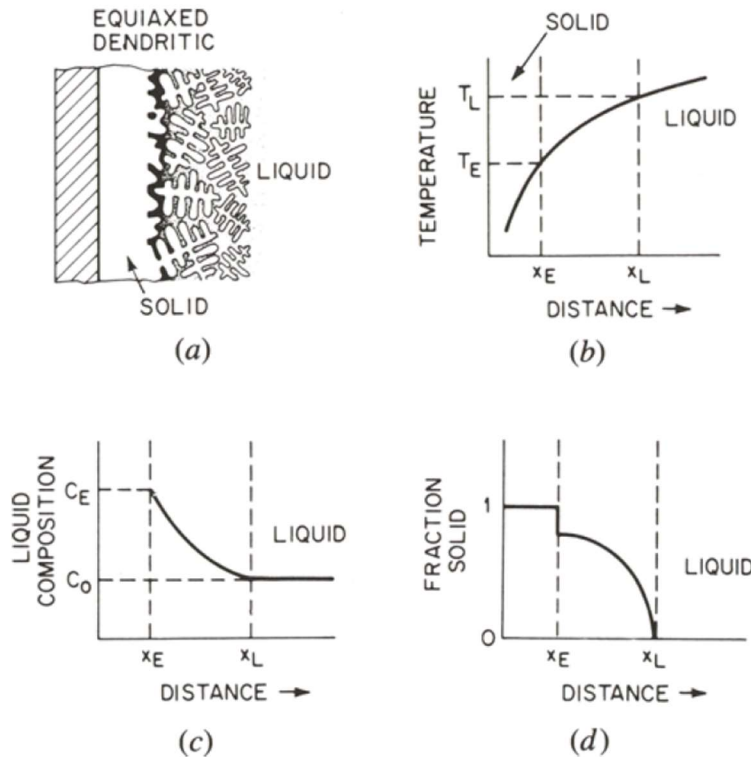 EQUIAXED
DENDRITIC
LIQUID
SOLID
(a)
SOLID
TEMPERATURE
T_L
T_E
LIQUID
x_E
x_L
DISTANCE →
(b)
LIQUID
COMPOSITION
C_E
C_o
LIQUID
x_E
x_L
DISTANCE →
(c)
FRACTION
SOLID
1
0
LIQUID
x_E
x_L
DISTANCE →
(d)